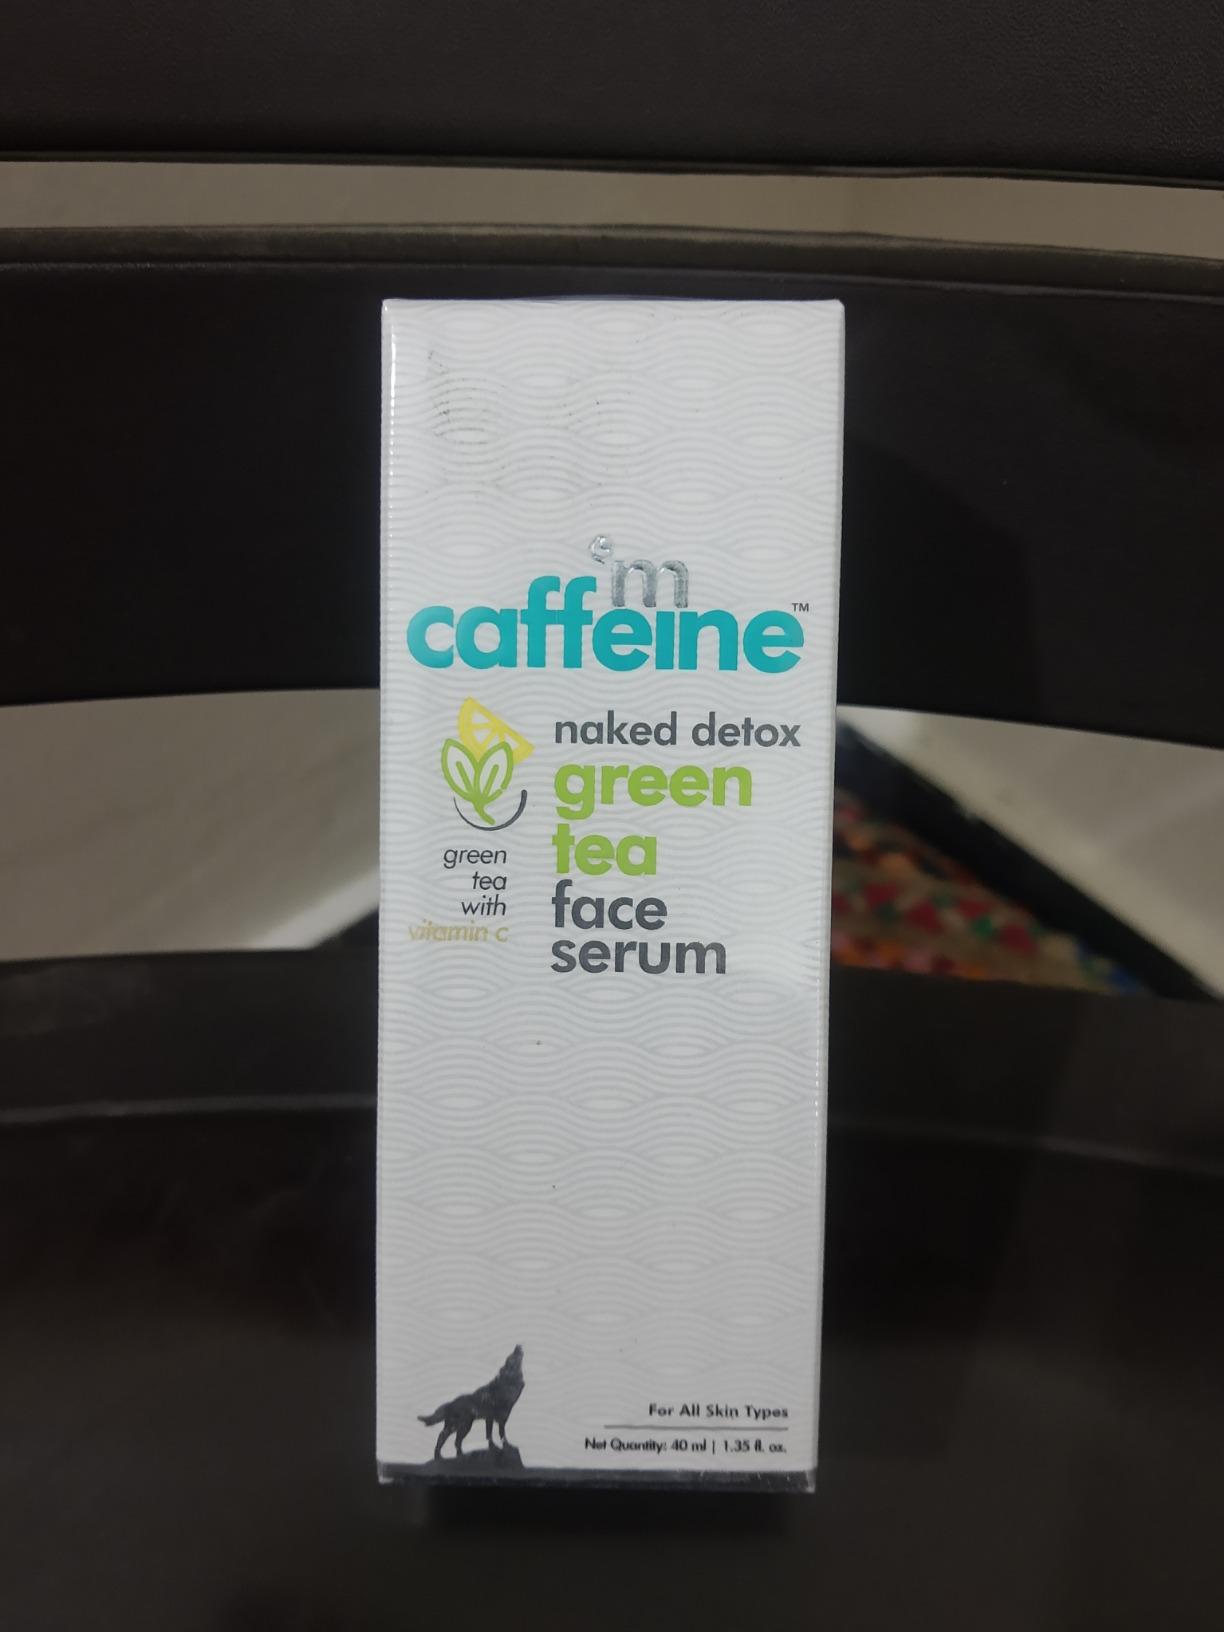 m
caffeine™
naked detox
green
tea
face
serum
green
tea
with
vitamin c
For All Skin Types
Net Quantity: 40 ml | 1.35 fl. oz.